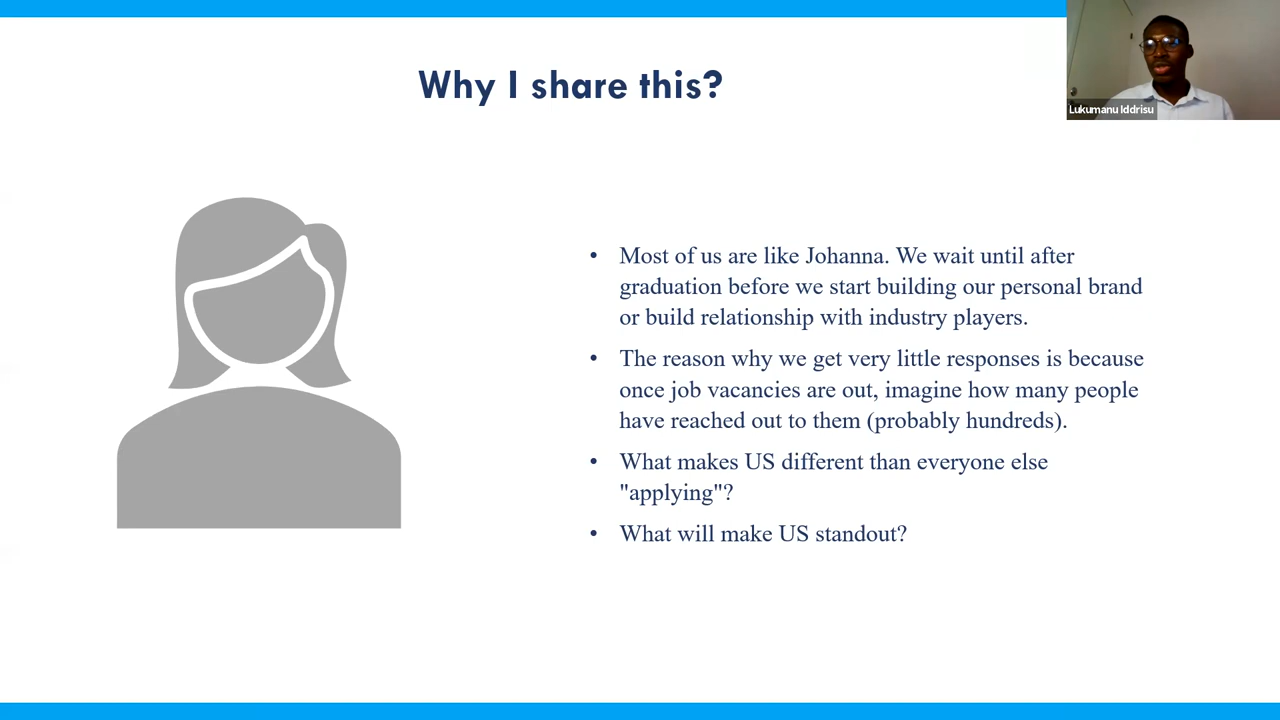 Why I share this?
Lukumanu Iddrisu
• Most of us are like Johanna. We wait until after
graduation before we start building our personal brand
or build relationship with industry players.
• The reason why we get very little responses is because
once job vacancies are out, imagine how many people
have reached out to them (probably hundreds).
• What makes US different than everyone else
"applying"?
• What will make US standout?